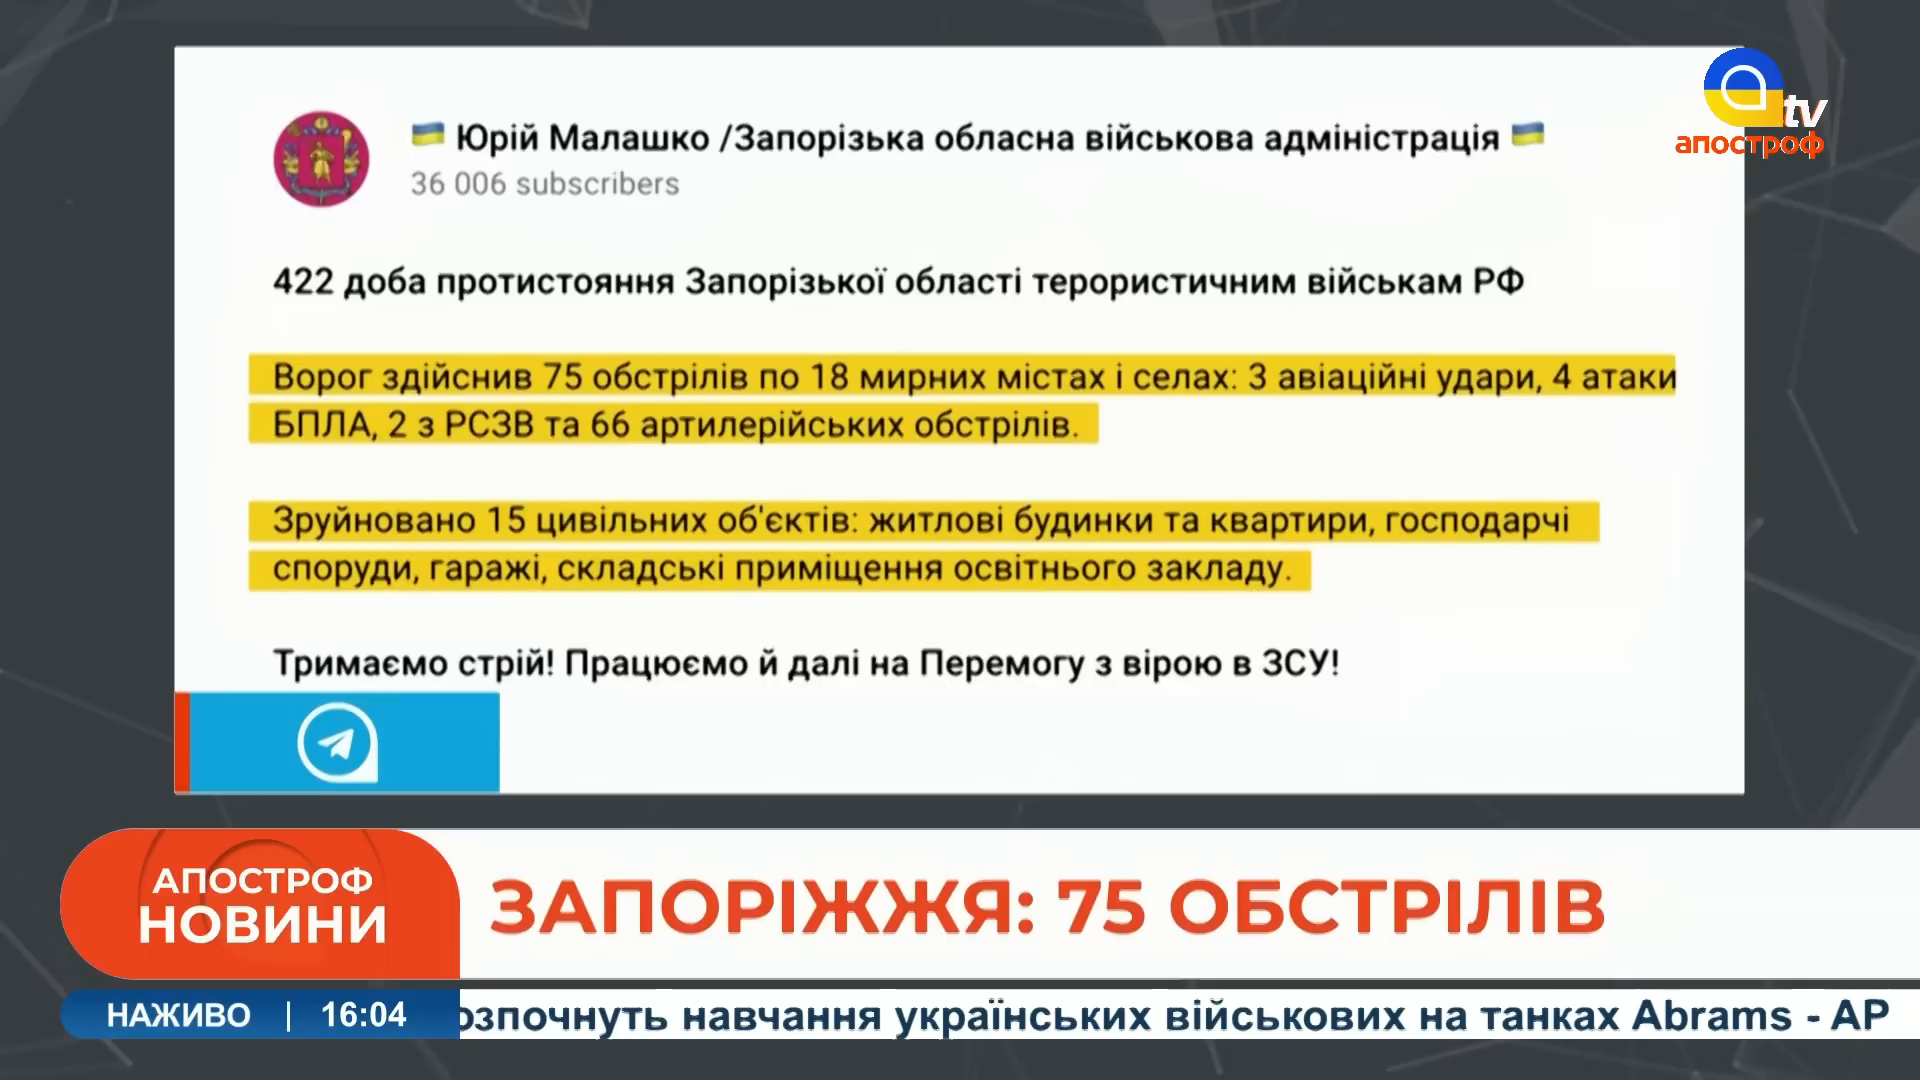 tv
апостроф
Юрій Малашко /Запорізька обласна військова адміністрація
36 006 subscribers
422 доба протистояння Запорізької області терористичним військам РФ
Ворог здійснив 75 обстрілів по 18 мирних містах і селах: 3 авіаційні удари, 4 атаки
БПЛА, 2 з РСЗВ та 66 артилерійських обстрілів.
Зруйновано 15 цивільних об'єктів: житлові будинки та квартири, господарчі
споруди, гаражі, складські приміщення освітнього закладу.
Тримаємо стрій! Працюємо й далі на Перемогу з вірою в ЗСУ!
АПОСТРОФ
НОВИНИ
ЗАПОРІЖЖЯ: 75 ОБСТРІЛІВ
НАЖИВО | 16:04
навчання українських військових на танках Abrams - AP